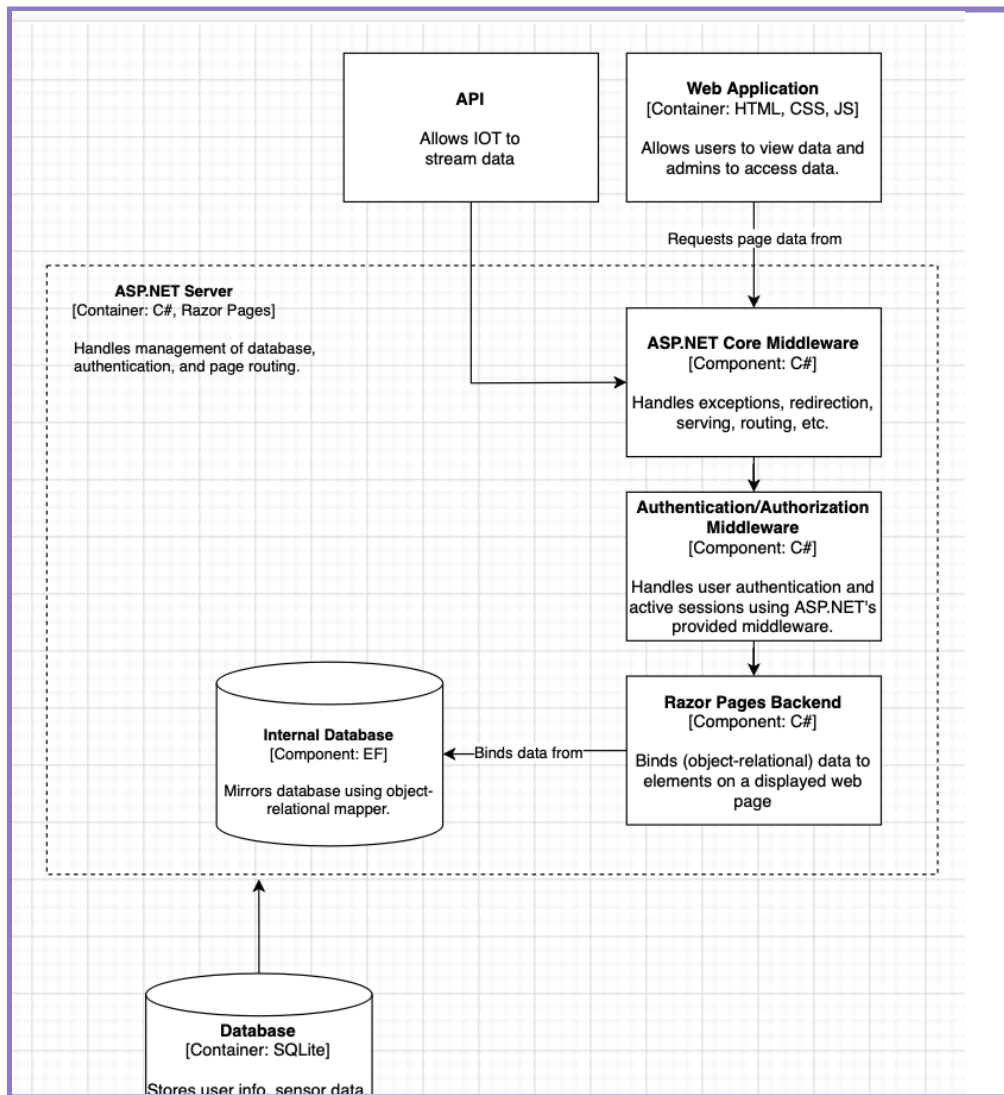 API
Allows IOT to
stream data
Web Application
[Container: HTML, CSS, JS]
Allows users to view data and
admins to access data.
Requests page data from
ASP.NET Server
[Container: C#, Razor Pages]
Handles management of database,
authentication, and page routing.
ASP.NET Core Middleware
[Component: C#]
Handles exceptions, redirection,
serving, routing, etc.
Authentication/Authorization
Middleware
[Component: C#]
Handles user authentication and
active sessions using ASP.NET's
provided middleware.
Razor Pages Backend
[Component: C#]
Binds (object-relational) data to
elements on a displayed web
page
Binds data from
Internal Database
[Component: EF]
Mirrors database using object-
relational mapper.
Database
[Container: SQLite]
Stores user info, sensor data,